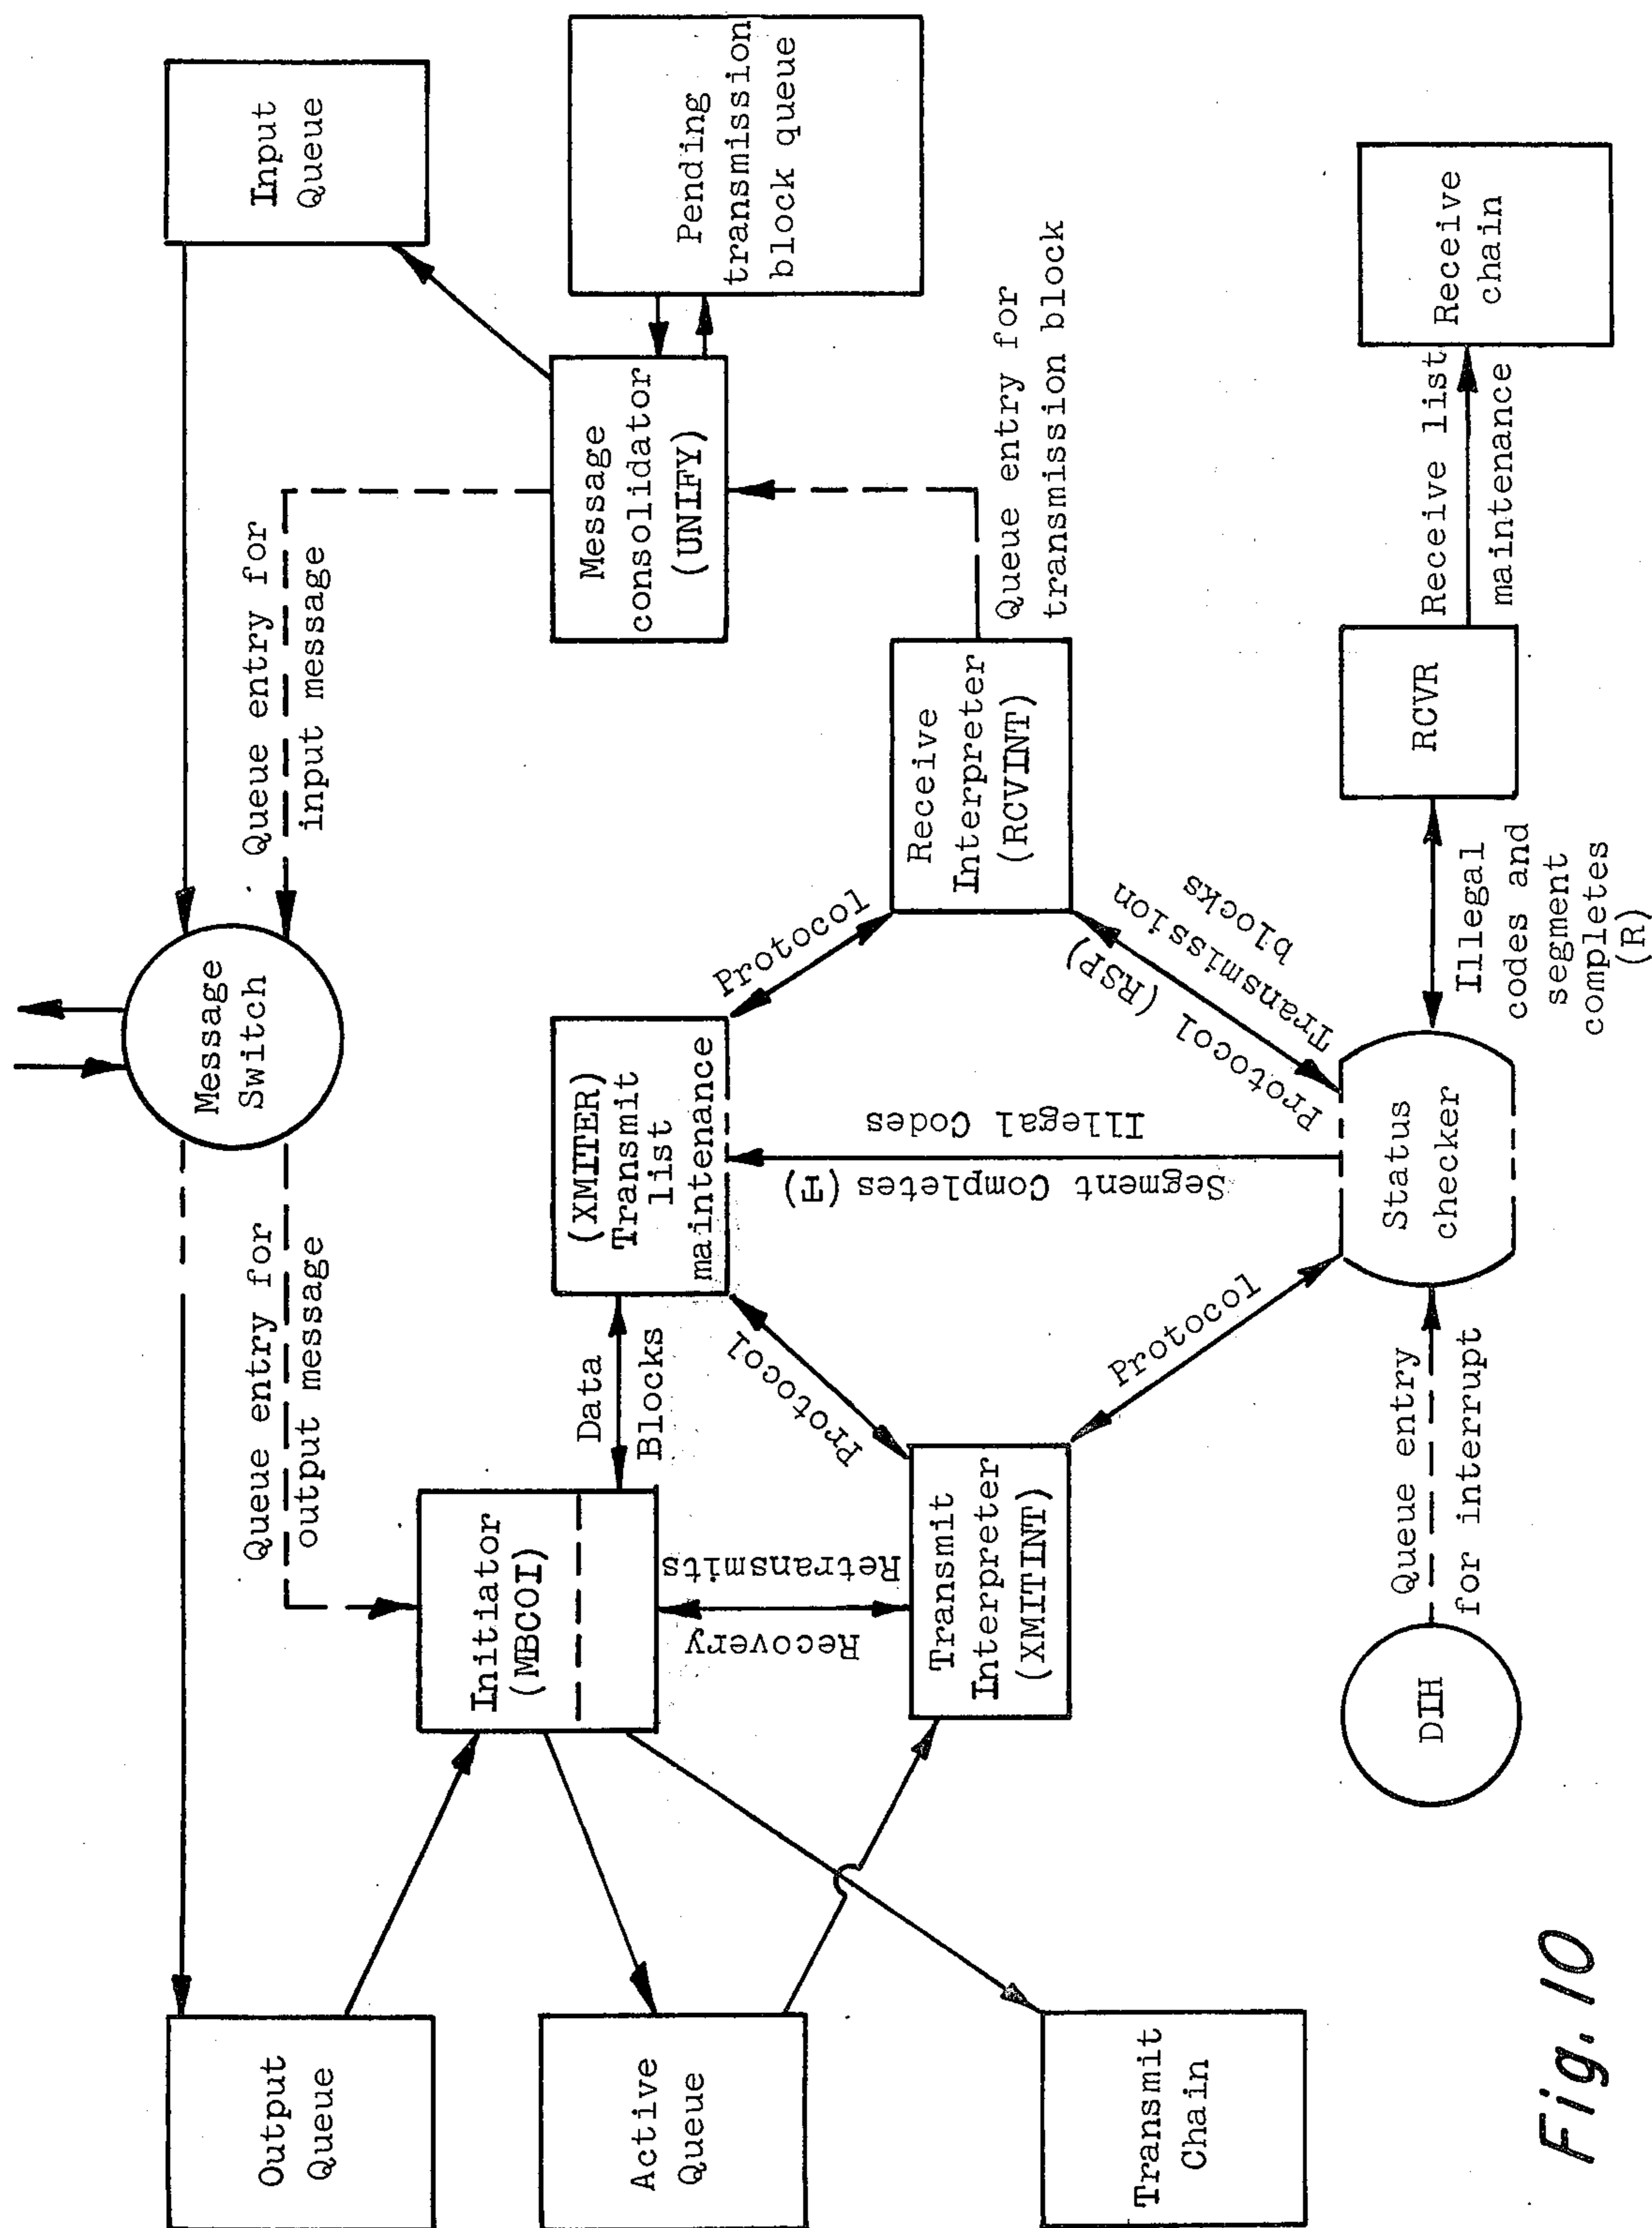 Message
Switch
Queue entry for
output message
Queue entry for
input message
Output
Queue
Input
Queue
Initiator
(MBCOI)
Data
Blocks
(XMITER)
Transmit
list
maintenance
Message
consolidator
(UNIFY)
Pending
transmission
block queue
Active
Queue
Recovery
Retransmits
Protocol
Protocol
Transmit
Interpreter
(XMITINT)
Segment Completes (T)
Illegal Codes
Receive
Interpreter
(RCVINT)
Queue entry for
transmission block
Transmit
Chain
Protocol
Protocol (RSP)
Transmission
blocks
DIH
Queue entry
for interrupt
Status
checker
Illegal
codes and
segment
completes
(R)
RCVR
Receive list
maintenance
Receive
chain
Fig. 10